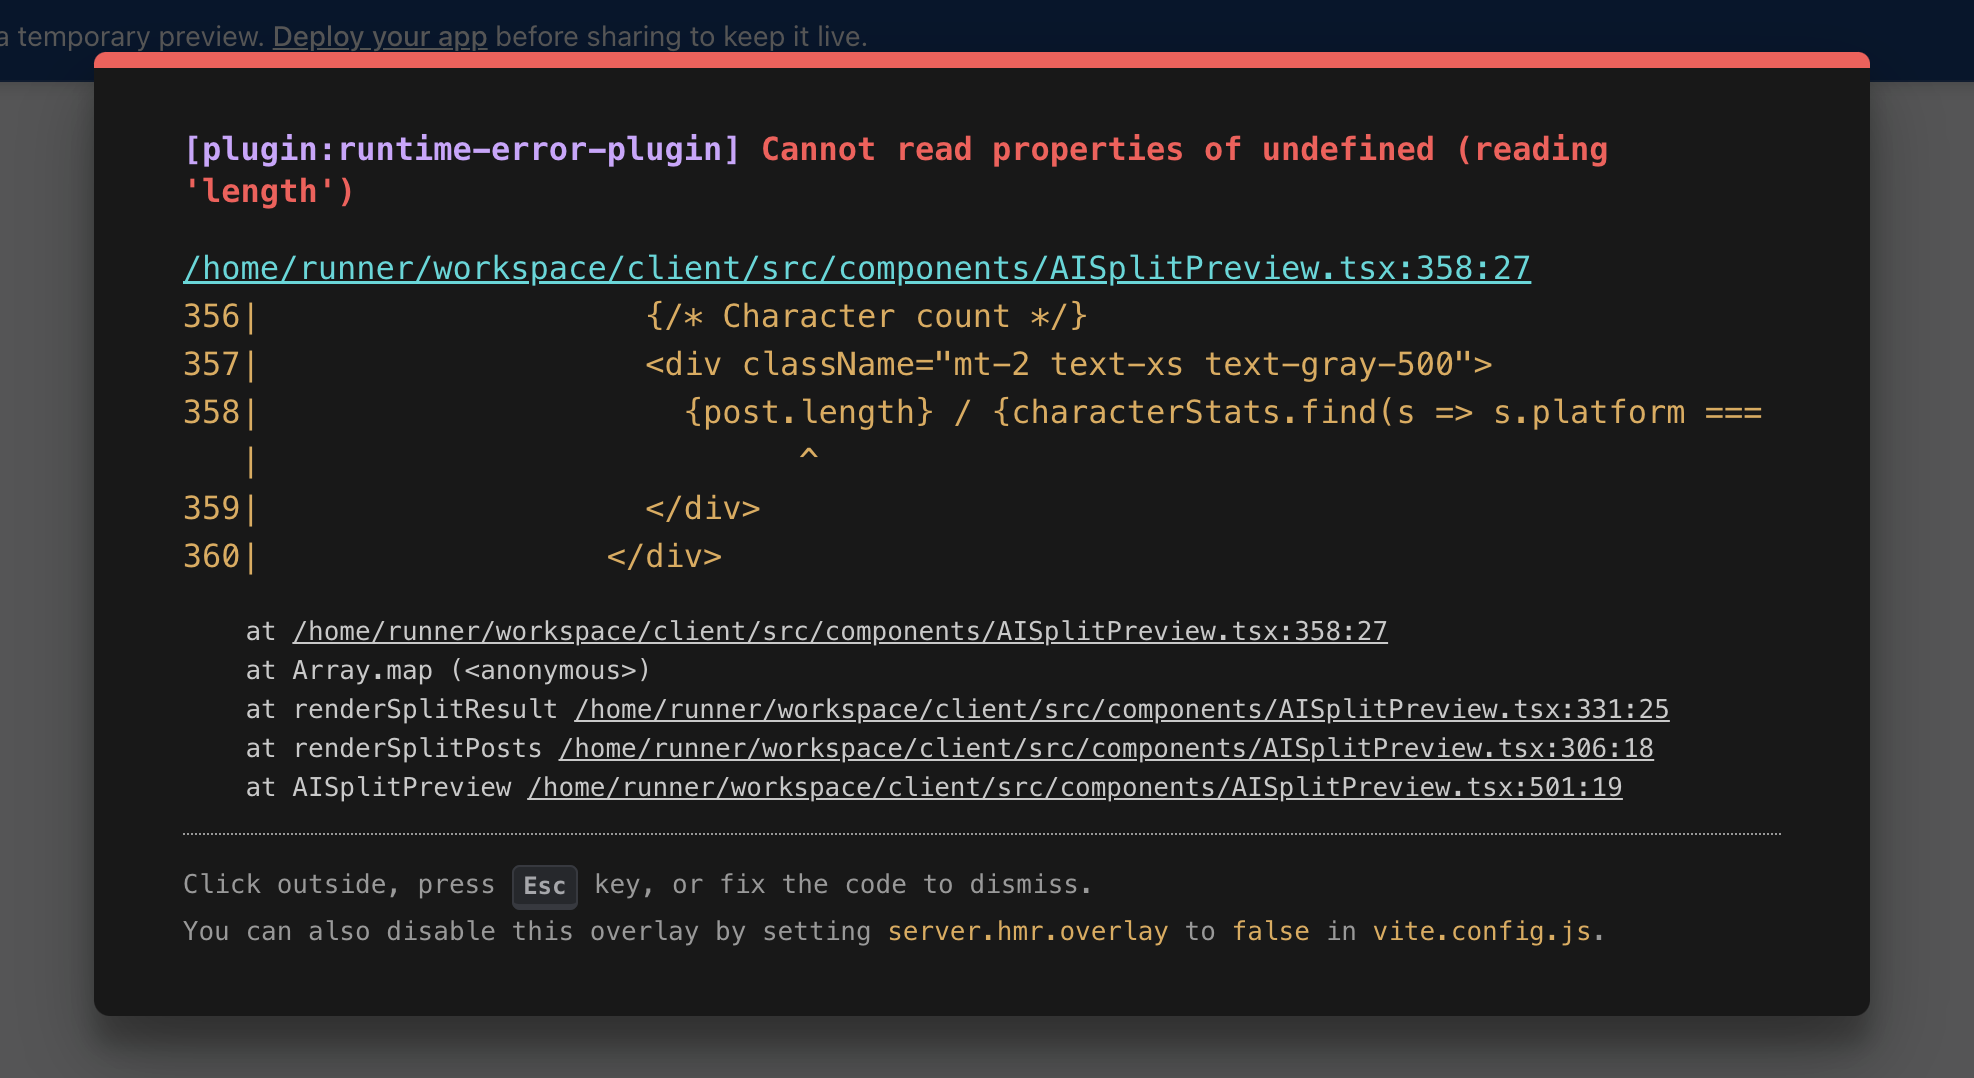 a temporary preview. Deploy your app before sharing to keep it live.
[plugin:runtime-error-plugin] Cannot read properties of undefined (reading
'length')
/home/runner/workspace/client/src/components/AISplitPreview.tsx:358:27
356|                    {/* Character count */}
357|                    <div className="mt-2 text-xs text-gray-500">
358|                      {post.length} / {characterStats.find(s => s.platform ===
   |                            ^
359|                    </div>
360|                  </div>
at /home/runner/workspace/client/src/components/AISplitPreview.tsx:358:27
at Array.map (<anonymous>)
at renderSplitResult /home/runner/workspace/client/src/components/AISplitPreview.tsx:331:25
at renderSplitPosts /home/runner/workspace/client/src/components/AISplitPreview.tsx:306:18
at AISplitPreview /home/runner/workspace/client/src/components/AISplitPreview.tsx:501:19
Click outside, press Esc key, or fix the code to dismiss.
You can also disable this overlay by setting server.hmr.overlay to false in vite.config.js.